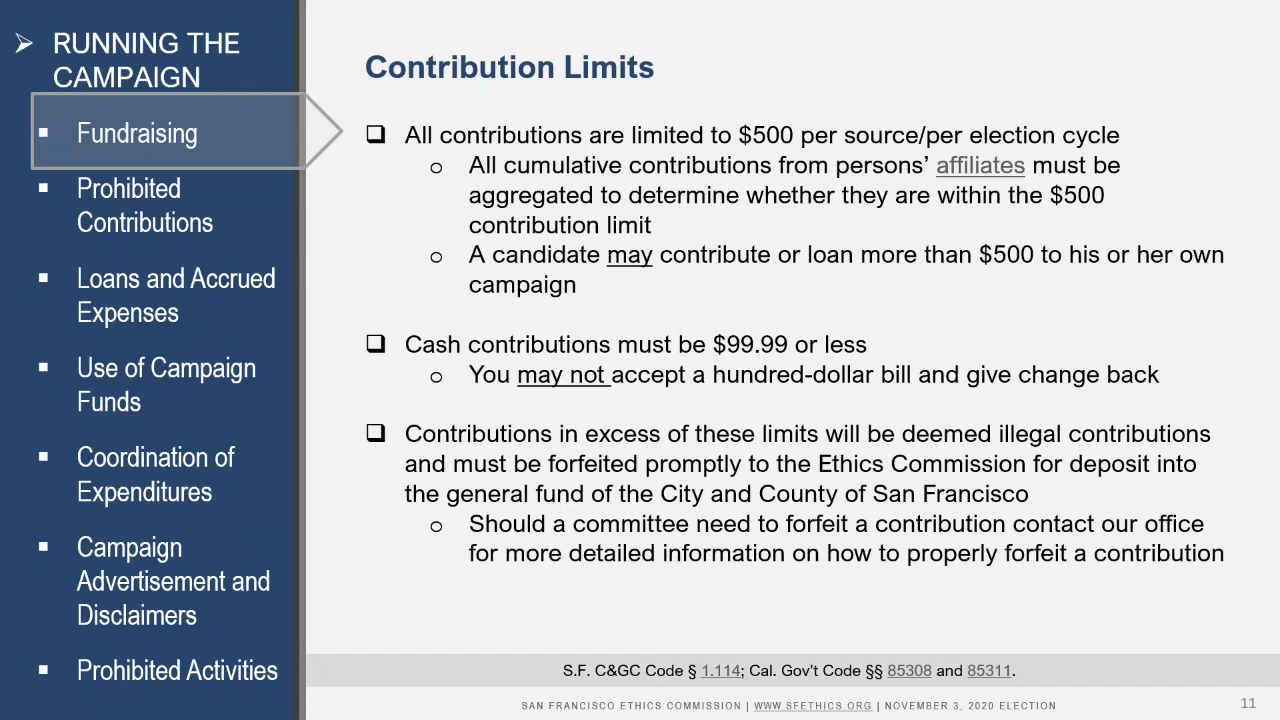 RUNNING THE
CAMPAIGN
Fundraising
Prohibited
Contributions
Loans and Accrued
Expenses
Use of Campaign
Funds
Coordination of
Expenditures
Campaign
Advertisement and
Disclaimers
Prohibited Activities
Contribution Limits
All contributions are limited to $500 per source/per election cycle
All cumulative contributions from persons’ affiliates must be
aggregated to determine whether they are within the $500
contribution limit
A candidate may contribute or loan more than $500 to his or her own
campaign
Cash contributions must be $99.99 or less
You may not accept a hundred-dollar bill and give change back
Contributions in excess of these limits will be deemed illegal contributions
and must be forfeited promptly to the Ethics Commission for deposit into
the general fund of the City and County of San Francisco
Should a committee need to forfeit a contribution contact our office
for more detailed information on how to properly forfeit a contribution
S.F. C&GC Code § 1.114; Cal. Gov’t Code §§ 85308 and 85311.
SAN FRANCISCO ETHICS COMMISSION | WWW.SFETHICS.ORG | NOVEMBER 3, 2020 ELECTION
11